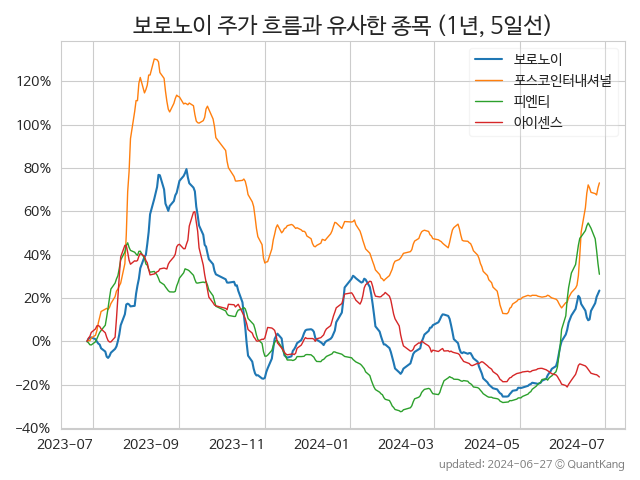 보로노이 주가 흐름과 유사한 종목 (1년, 5일선)
보로노이
포스코인터내셔널
피엔티
아이센스
120%
100%
80%
60%
40%
20%
0%
−20%
−40%
2023-07 2023-09 2023-11 2024-01 2024-03 2024-05 2024-07
updated: 2024-06-27 © QuantKang